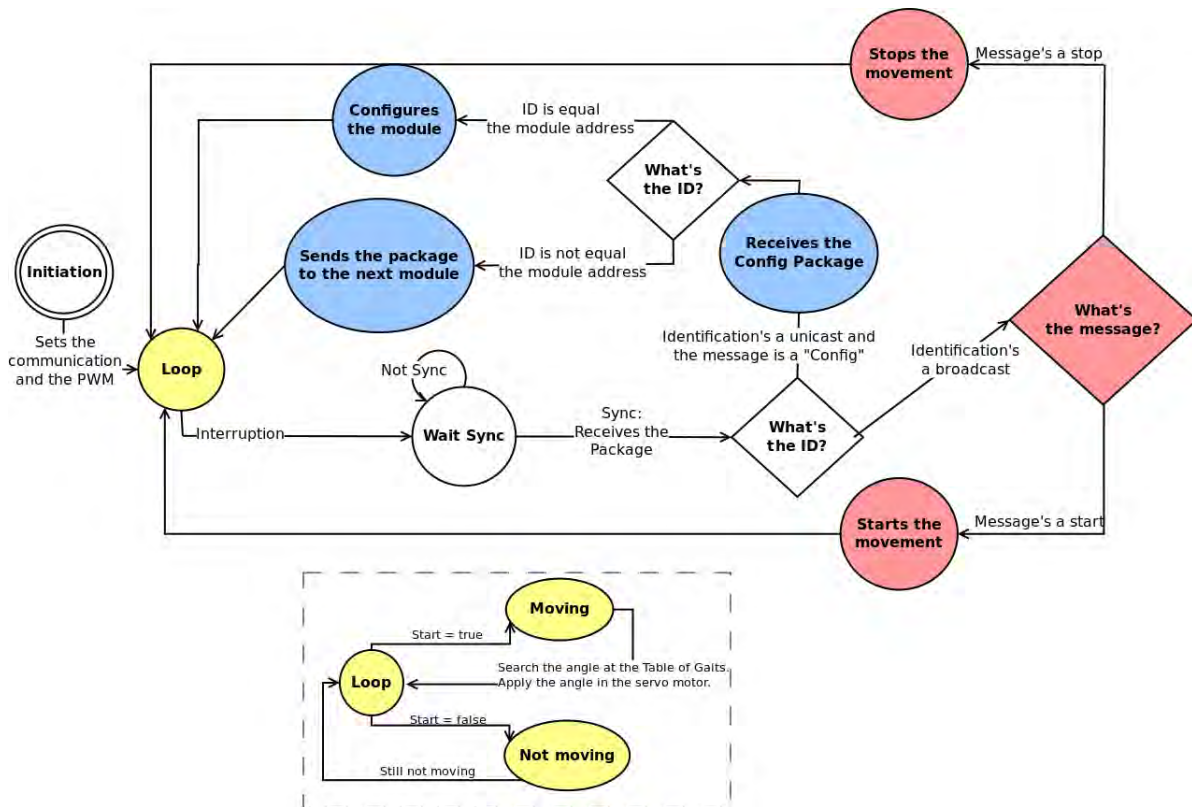 Stops the
movement
Message's a stop
Configures
the module
ID is equal
the module address
What's
the ID?
Initiation
Sends the package
to the next module
ID is not equal
the module address
Receives the
Config Package
What's
the message?
Sets the
communication
and the PWM
Loop
Not Sync
Identification's a unicast and
the message is a "Config"
Identification's
a broadcast
Interruption
Wait Sync
Sync:
Receives the
Package
What's
the ID?
Starts the
movement
Message's a start
Moving
Start = true
Search the angle at the Table of Gaits.
Apply the angle in the servo motor.
Loop
Start = false
Not moving
Still not moving